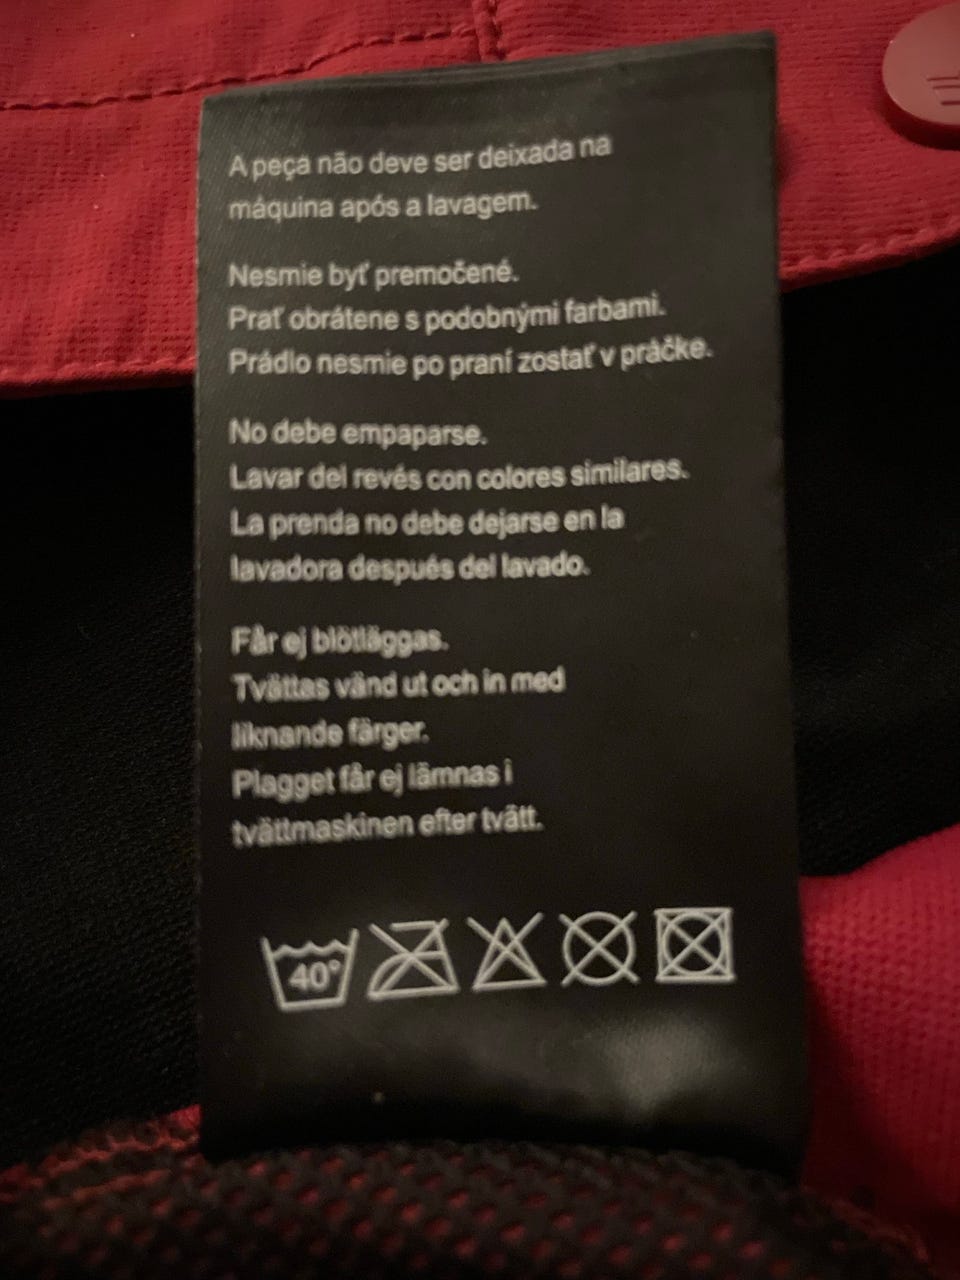 A peça não deve ser deixada na
máquina após a lavagem.
Nesmie byť premočené.
Prať obrátene s podobnými farbami.
Prádlo nesmie po praní zostať v práčke.
No debe empaparse.
Lavar del revés con colores similares.
La prenda no debe dejarse en la
lavadora después del lavado.
Får ej blötläggas.
Tvättas vänd ut och in med
liknande färger.
Plagget får ej lämnas i
tvättmaskinen efter tvätt.
40°